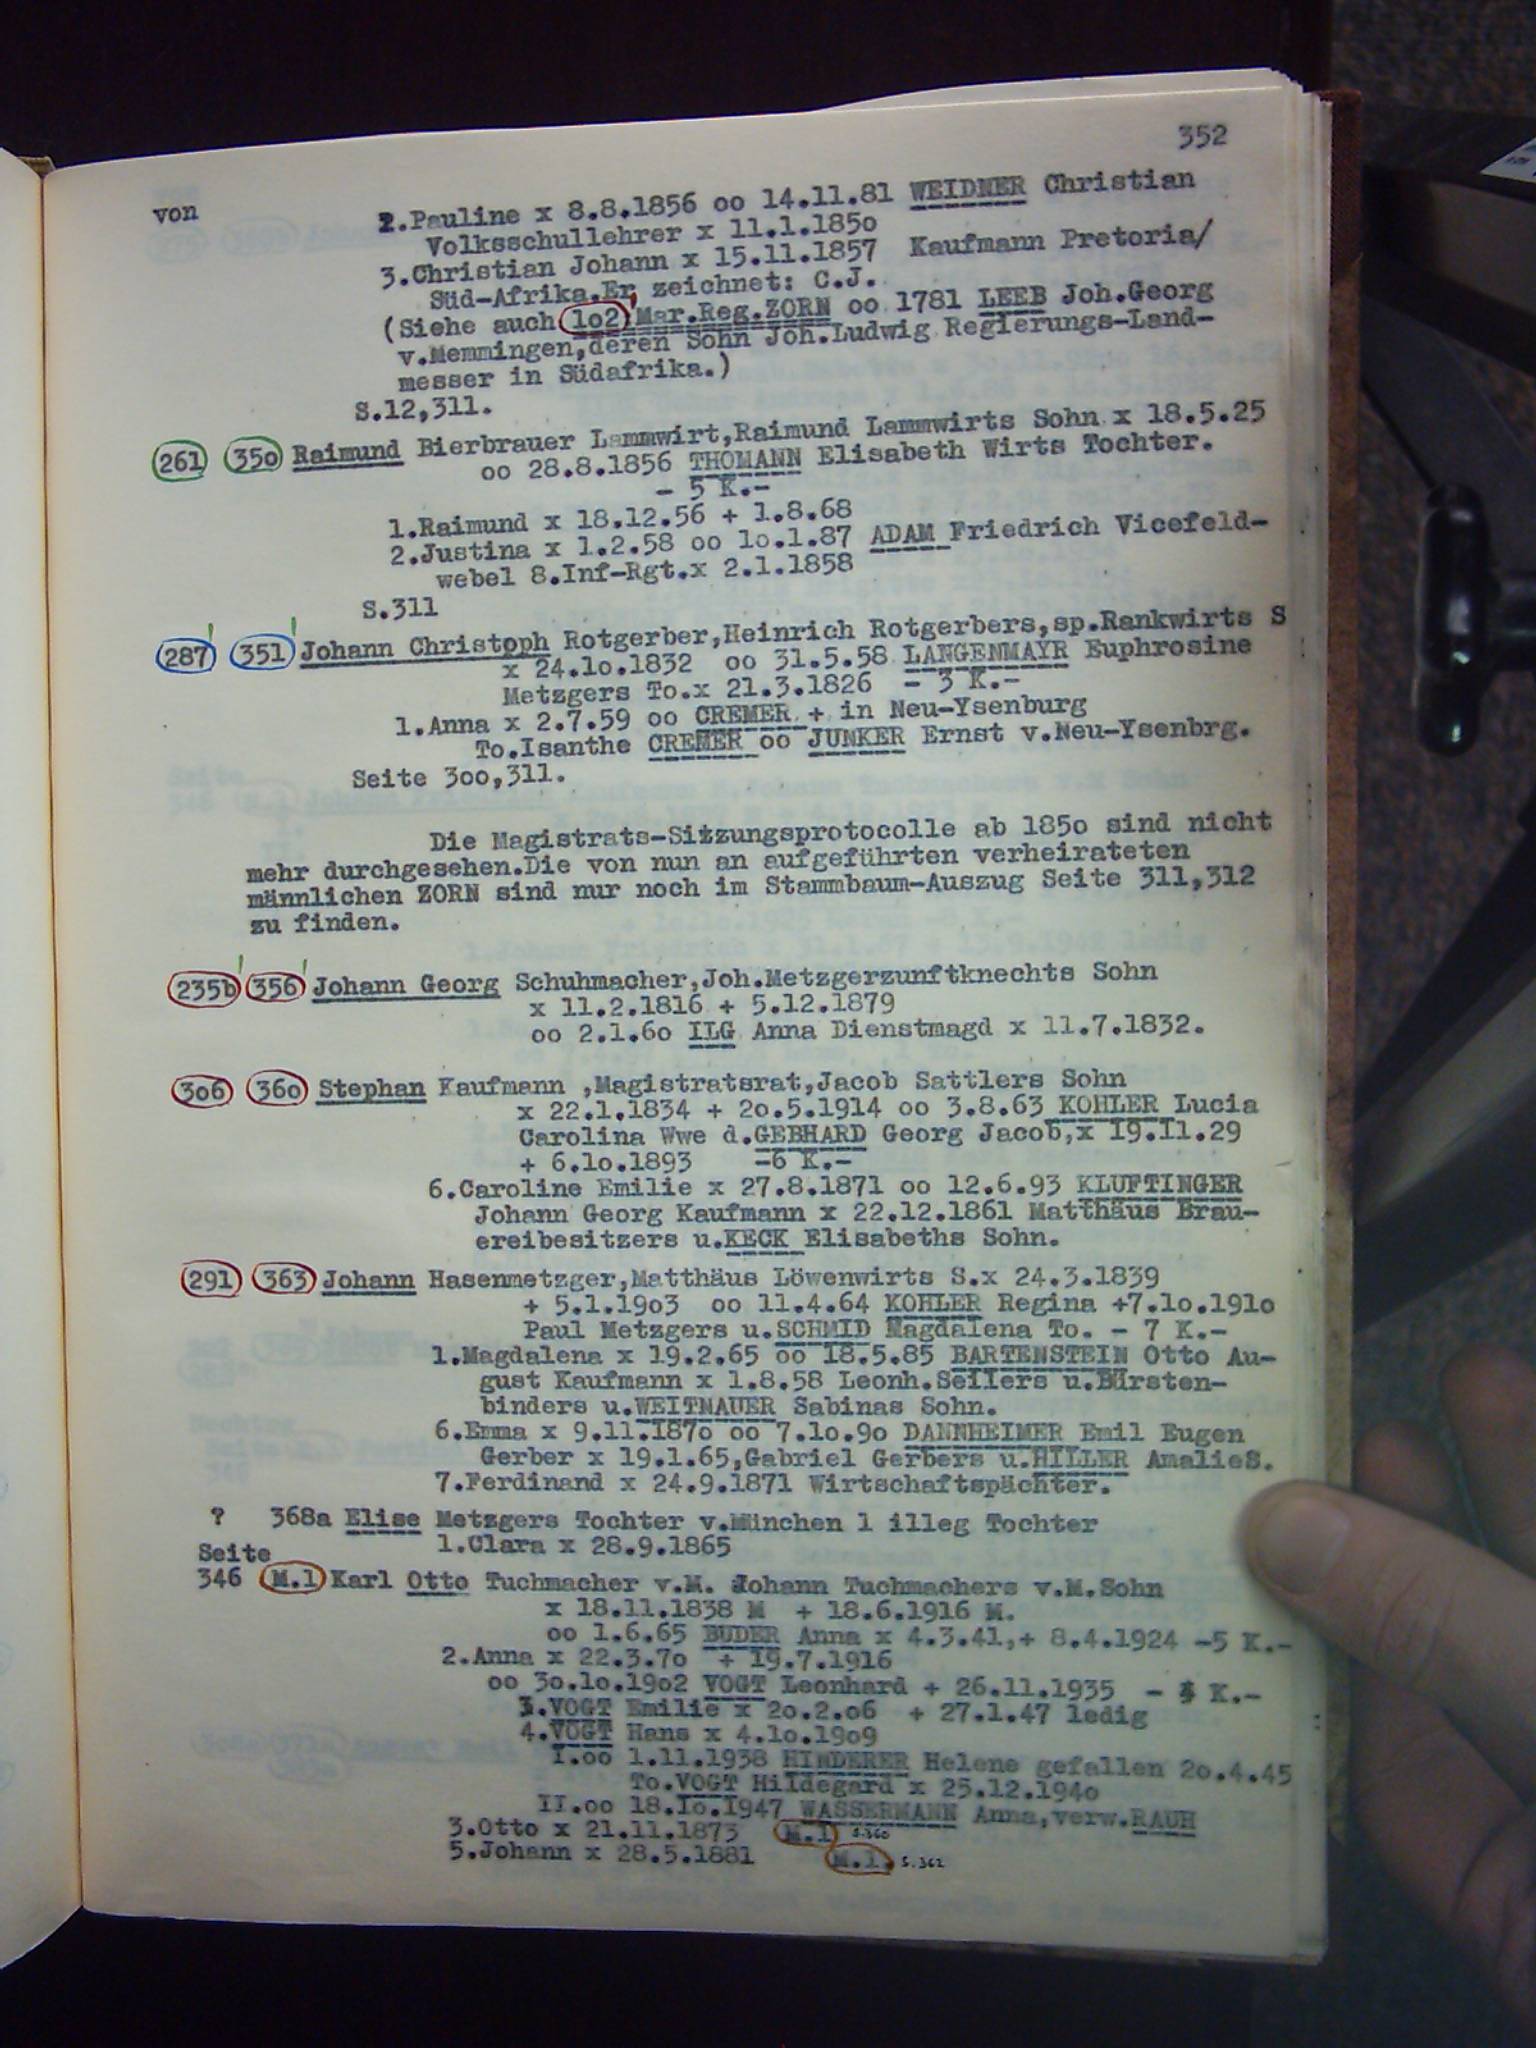 352
von
2.Pauline x 8.8.1856 oo 14.11.81 WEIDNER Christian
Volksschullehrer x 11.1.185o
3.Christian Johann x 15.11.1857 Kaufmann Pretoria/
Süd-Afrika.Er zeichnet: C.J.
(Siehe auch 1o2 Mar.Reg.ZORN oo 1781 LEEB Joh.Georg
v.Memmingen,deren Sohn Joh.Ludwig Regierungs-Land-
messer in Südafrika.)
S.12,311.
261 35o Raimund Bierbrauer Lammwirt,Raimund Lammwirts Sohn x 18.5.25
oo 28.8.1856 THOMANN Elisabeth Wirts Tochter.
- 5 K.-
1.Raimund x 18.12.56 + 1.8.68
2.Justina x 1.2.58 oo 1o.1.87 ADAM Friedrich Vicefeld-
webel 8.Inf-Rgt.x 2.1.1858
S.311
287 351 Johann Christoph Rotgerber,Heinrich Rotgerbers,sp.Rankwirts S
x 24.1o.1832 oo 31.5.58 LANGENMAYR Euphrosine
Metzgers To.x 21.3.1826 - 3 K.-
1.Anna x 2.7.59 oo CREMER + in Neu-Ysenburg
To.Isanthe CREMER oo JUNKER Ernst v.Neu-Ysenbrg.
Seite 3oo,311.
Die Magistrats-Sitzungsprotocolle ab 185o sind nicht
mehr durchgesehen.Die von nun an aufgeführten verheirateten
männlichen ZORN sind nur noch im Stammbaum-Auszug Seite 311,312
zu finden.
235b 356 Johann Georg Schuhmacher,Joh.Metzgerzunftknechts Sohn
x 11.2.1816 + 5.12.1879
oo 2.1.6o ILG Anna Dienstmagd x 11.7.1832.
3o6 36o Stephan Kaufmann ,Magistratsrat,Jacob Sattlers Sohn
x 22.1.1834 + 2o.5.1914 oo 3.8.63 KOHLER Lucia
Carolina Wwe d.GEBHARD Georg Jacob,x 19.11.29
+ 6.1o.1893 -6 K.-
6.Caroline Emilie x 27.8.1871 oo 12.6.93 KLUFTINGER
Johann Georg Kaufmann x 22.12.1861 Matthäus Brau-
ereibesitzers u.KECK Elisabeths Sohn.
291 363 Johann Hasenmetzger,Matthäus Löwenwirts S.x 24.3.1839
+ 5.1.19o3 oo 11.4.64 KOHLER Regina +7.1o.191o
Paul Metzgers u.SCHMID Magdalena To. - 7 K.-
1.Magdalena x 19.2.65 oo 18.5.85 BARTENSTEIN Otto Au-
gust Kaufmann x 1.8.58 Leonh.Seilers u.Bürsten-
binders u.WEITNAUER Sabinas Sohn.
6.Emma x 9.11.187o oo 7.1o.9o DANNHEIMER Emil Eugen
Gerber x 19.1.65,Gabriel Gerbers u.HILLER AmalieS.
7.Ferdinand x 24.9.1871 Wirtschaftspächter.
? 368a Elise Metzgers Tochter v.München 1 illeg Tochter
1.Clara x 28.9.1865
Seite
346 M.1 Karl Otto Tuchmacher v.M. Johann Tuchmachers v.M.Sohn
x 18.11.1838 M + 18.6.1916 M.
oo 1.6.65 BUDER Anna x 4.3.41,+ 8.4.1924 -5 K.-
2.Anna x 22.3.7o + 19.7.1916
oo 3o.1o.19o2 VOGT Leonhard + 26.11.1935 - K.-
3.VOGT Emilie x 2o.2.o6 + 27.1.47 ledig
4.VOGT Hans x 4.1o.19o9
I.oo 1.11.1938 HINDERER Helene gefallen 2o.4.45
To.VOGT Hildegard x 25.12.194o
II.oo 18.1o.1947 WASSERMANN Anna,verw.RAUH
3.Otto x 21.11.1873 M.1 S.360
5.Johann x 28.5.1881 M.1. S.362